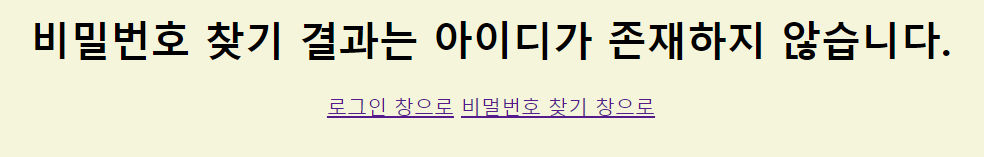 비밀번호 찾기 결과는 아이디가 존재하지 않습니다.
로그인 창으로 비멀번호 찾기 창으로